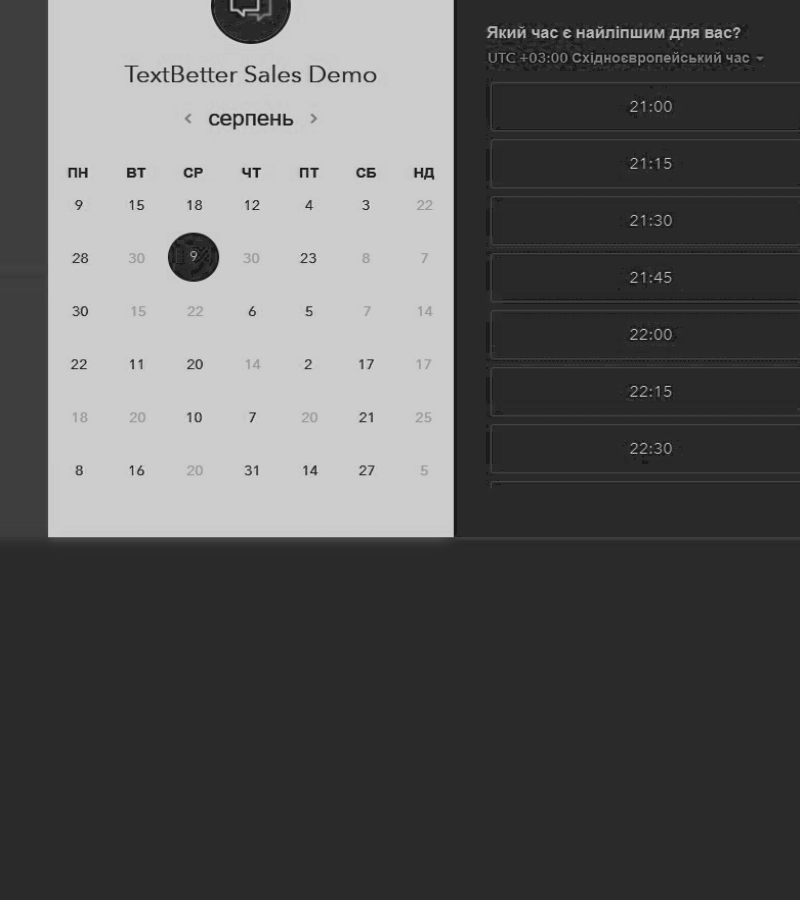 TextBetter Sales Demo
серпень
ПН ВТ СР ЧТ ПТ СБ НД
9 15 18 12 4 3 22
28 30 9 30 23 8 7
30 15 22 6 5 7 14
22 11 20 14 2 17 17
18 20 10 7 20 21 25
8 16 20 31 14 27 5
Який час є найліпшим для вас?
UTC +03:00 Східноєвропейський час
21:00
21:15
21:30
21:45
22:00
22:15
22:30